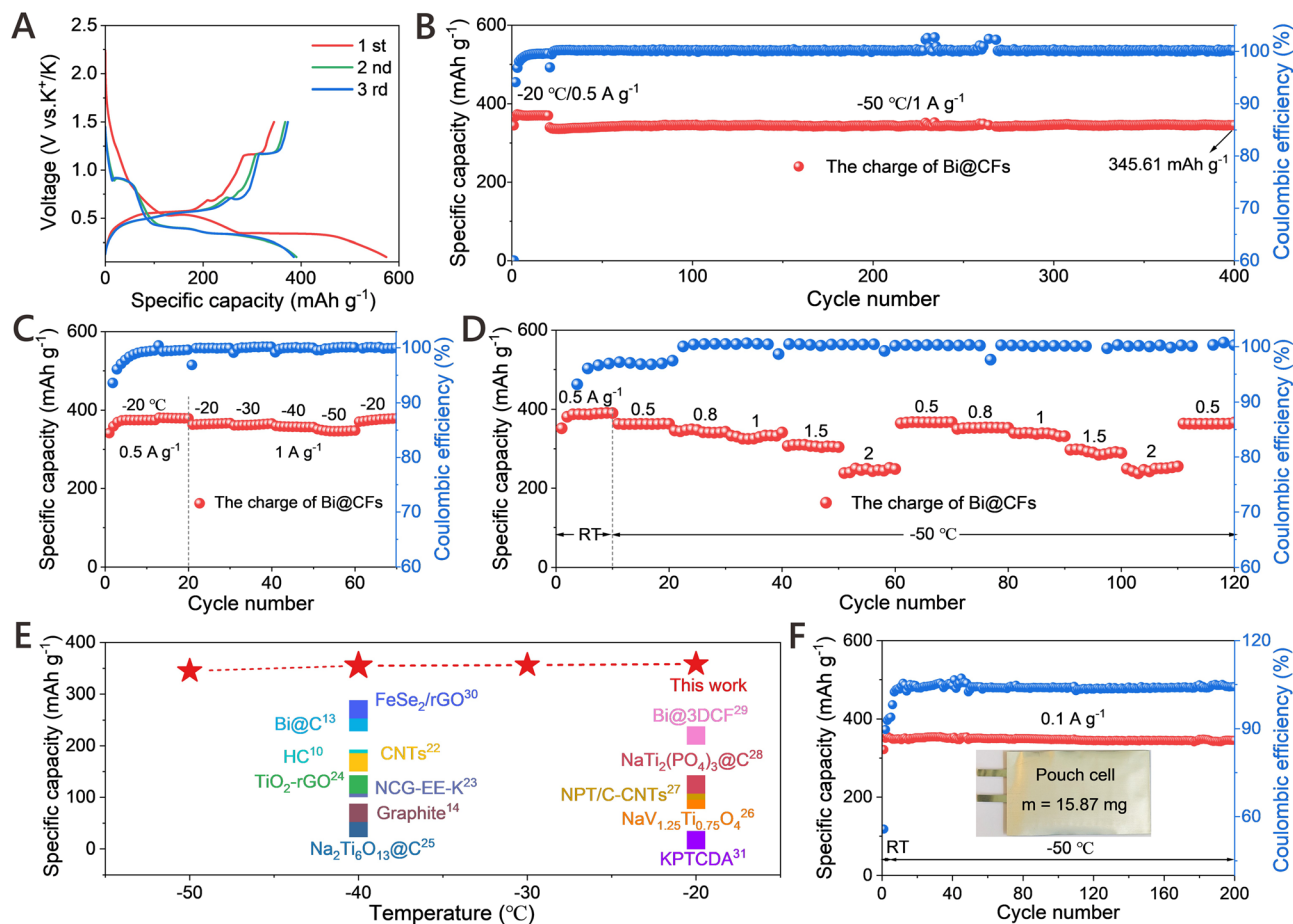 A
Voltage (V vs.K⁺/K)
2.5
2.0
1.5
1.0
0.5
1 st
2 nd
3 rd
0
200
400
600
Specific capacity (mAh g⁻¹)
B
Specific capacity (mAh g⁻¹)
600
400
200
0
-20 ℃/0.5 A g⁻¹
-50 ℃/1 A g⁻¹
The charge of Bi@CFs
345.61 mAh g⁻¹
100
90
80
70
60
Coulombic efficiency (%)
100
200
300
400
Cycle number
C
Specific capacity (mAh g⁻¹)
600
400
200
0
-20 ℃
-20
-30
-40
-50
-20
0.5 A g⁻¹
1 A g⁻¹
The charge of Bi@CFs
100
90
80
70
60
Coulombic efficiency (%)
0
20
40
60
Cycle number
D
Specific capacity (mAh g⁻¹)
600
400
200
0
0.5 A g⁻¹
0.5
0.8
1
1.5
2
0.5
0.8
1
1.5
2
0.5
The charge of Bi@CFs
RT
-50 ℃
100
90
80
70
60
Coulombic efficiency (%)
0
20
40
60
80
100
120
Cycle number
E
Specific capacity (mAh g⁻¹)
400
350
300
250
200
150
100
50
0
This work
FeSe₂/rGO³⁰
Bi@C¹³
Bi@3DCF²⁹
HC¹⁰
CNTs²²
NaTi₂(PO₄)₃@C²⁸
TiO₂-rGO²⁴
NCG-EE-K²³
NPT/C-CNTs²⁷
Graphite¹⁴
NaV₁.₂₅Ti₀.₇₅O₄²⁶
Na₂Ti₆O₁₃@C²⁵
KPTCDA³¹
-50
-40
-30
-20
Temperature (℃)
F
Specific capacity (mAh g⁻¹)
600
500
400
300
200
100
0
0.1 A g⁻¹
Pouch cell
m = 15.87 mg
RT
-50 ℃
120
100
80
60
40
Coulombic efficiency (%)
0
40
80
120
160
200
Cycle number